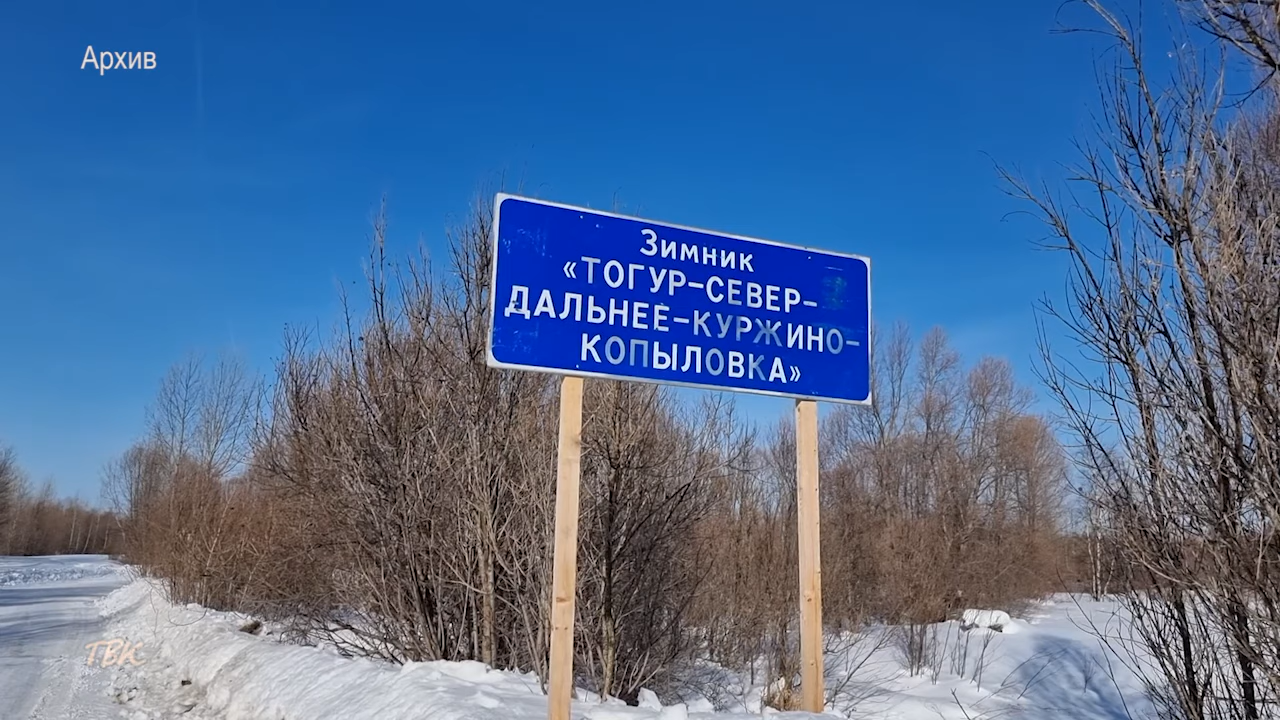 Архив
Зимник
«ТОГУР-СЕВЕР-
ДАЛЬНЕЕ-КУРЖИНО-
КОПЫЛОВКА»
ТВК